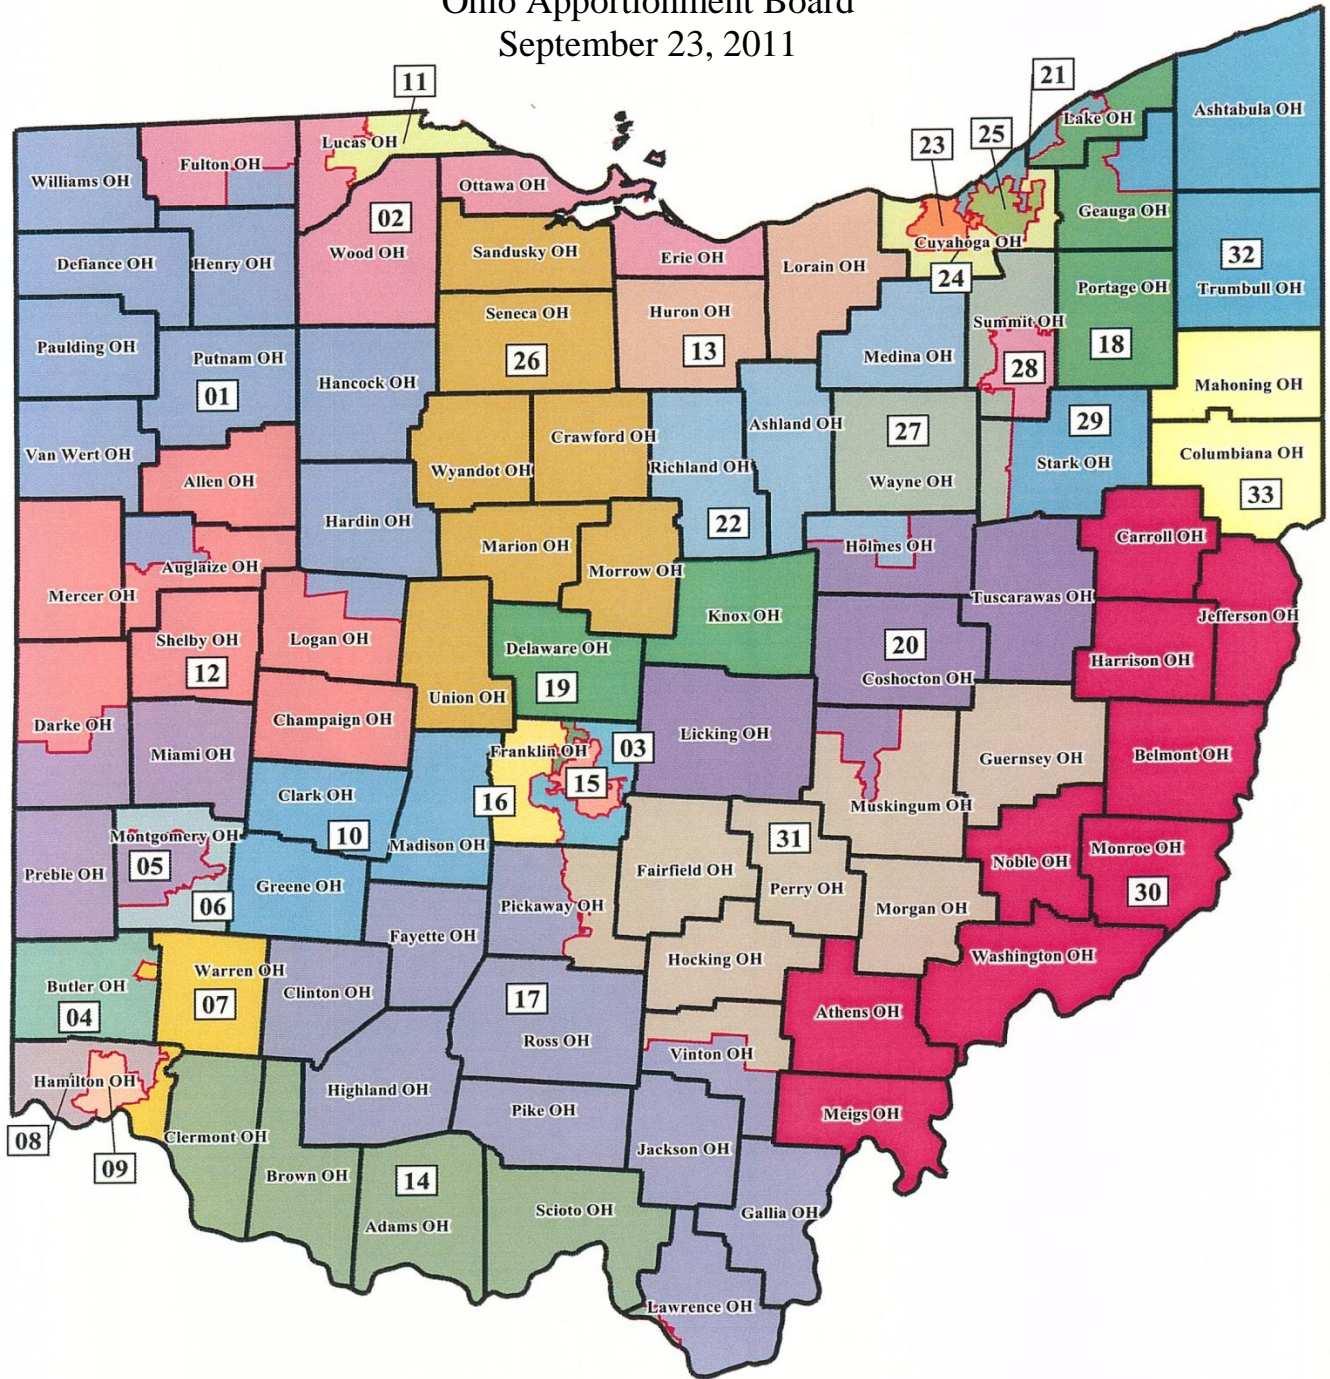 Ohio Apportionment Board
September 23, 2011
11
21
Lake OH
Ashtabula OH
Lucas OH
23
25
Fulton OH
Williams OH
Ottawa OH
02
Geauga OH
Cuyahoga OH
Wood OH
Sandusky OH
Erie OH
Lorain OH
24
32
Defiance OH
Henry OH
Portage OH
Trumbull OH
Seneca OH
Huron OH
Summit OH
Paulding OH
Putnam OH
26
13
Medina OH
18
28
Hancock OH
Mahoning OH
01
Ashland OH
27
29
Van Wert OH
Crawford OH
Columbiana OH
Allen OH
Wyandot OH
Richland OH
Wayne OH
Stark OH
33
Hardin OH
22
Marion OH
Holmes OH
Carroll OH
Auglaize OH
Morrow OH
Mercer OH
Tuscarawas OH
Knox OH
Jefferson OH
Shelby OH
Logan OH
Delaware OH
20
Harrison OH
12
19
Coshocton OH
Union OH
Darke OH
Champaign OH
Licking OH
Miami OH
Franklin OH
03
Guernsey OH
Belmont OH
15
Clark OH
16
Muskingum OH
Montgomery OH
10
Madison OH
31
Preble OH
05
Fairfield OH
Noble OH
Monroe OH
Greene OH
Perry OH
30
06
Pickaway OH
Morgan OH
Fayette OH
Hocking OH
Washington OH
Warren OH
Butler OH
Clinton OH
07
17
04
Athens OH
Ross OH
Vinton OH
Hamilton OH
Highland OH
Pike OH
Meigs OH
08
Clermont OH
Jackson OH
09
Brown OH
14
Scioto OH
Gallia OH
Adams OH
Lawrence OH